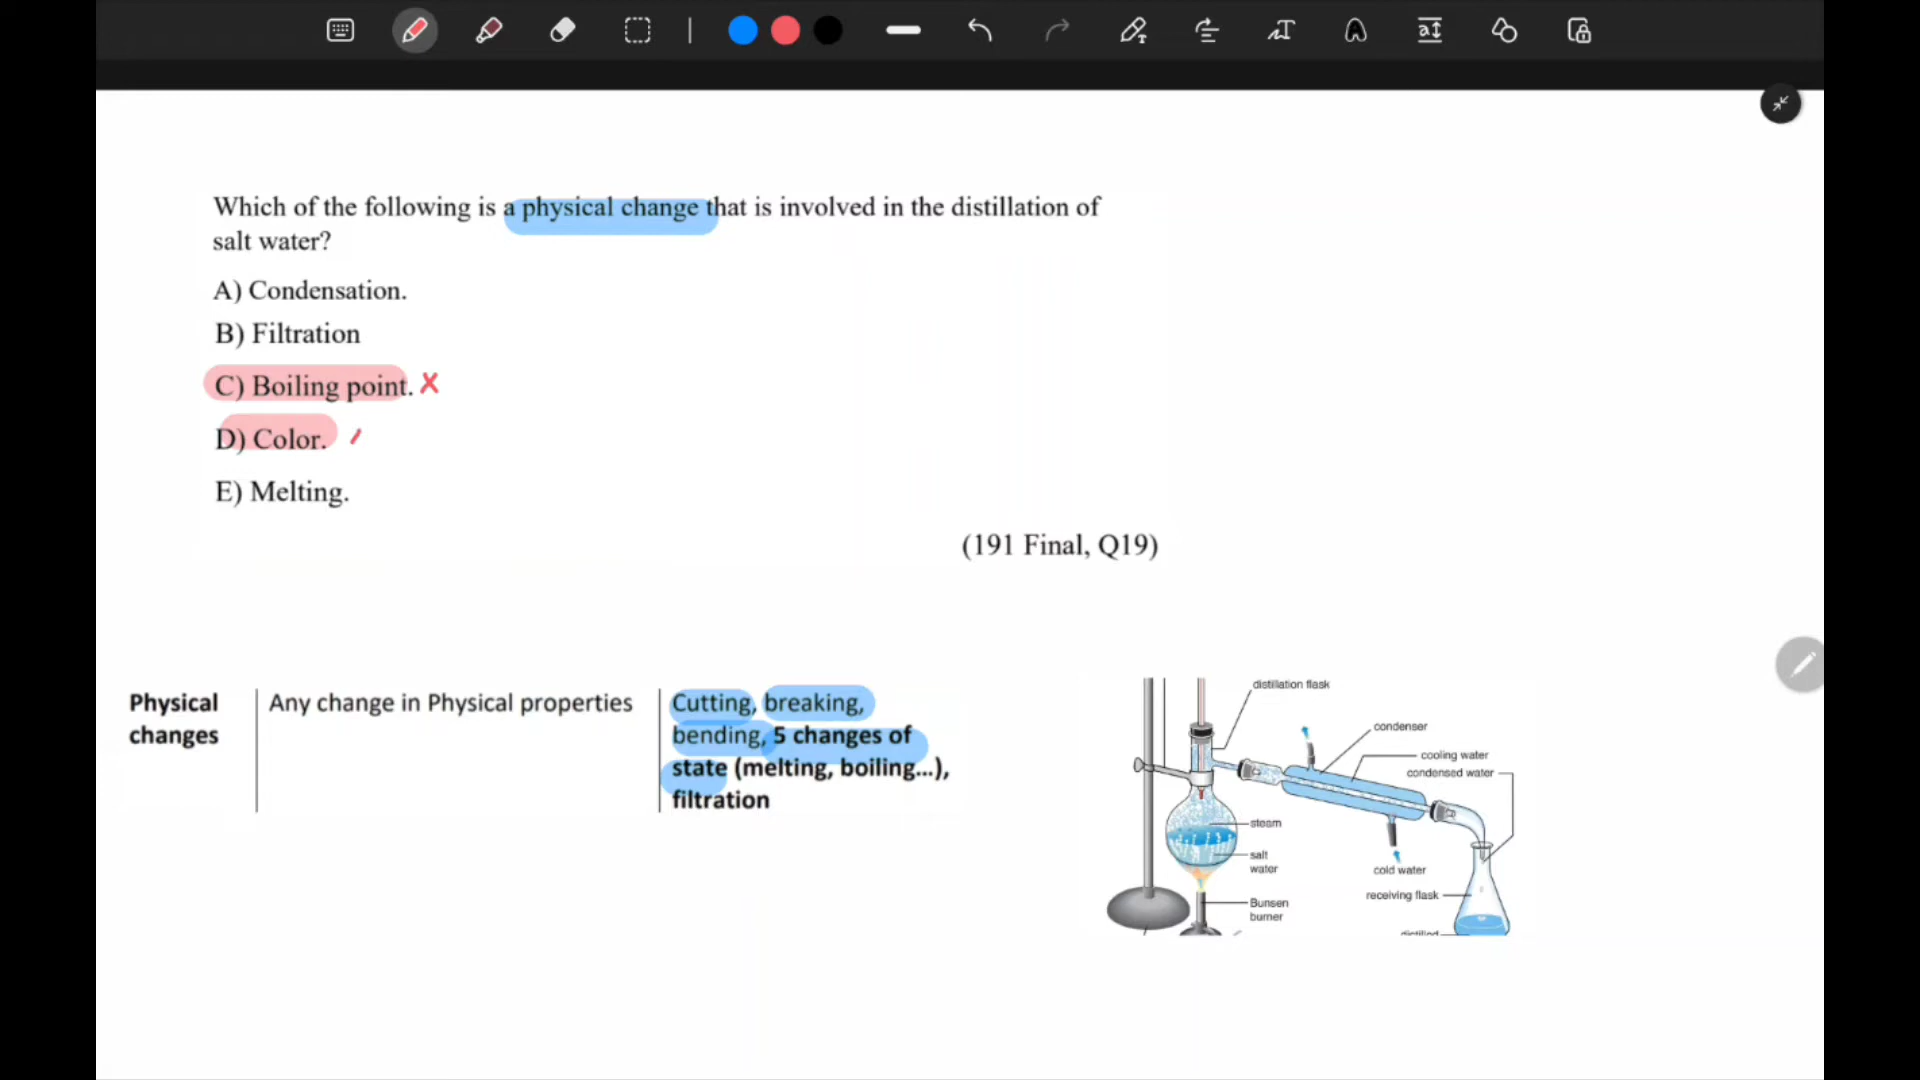 Which of the following is a physical change that is involved in the distillation of
salt water?
A) Condensation.
B) Filtration
C) Boiling point. X
D) Color.
E) Melting.
(191 Final, Q19)
Physical
changes
Any change in Physical properties
Cutting, breaking,
bending, 5 changes of
state (melting, boiling...),
filtration
distillation flask
condenser
cooling water
condensed water
steam
salt
water
cold water
receiving flask
Bunsen
burner